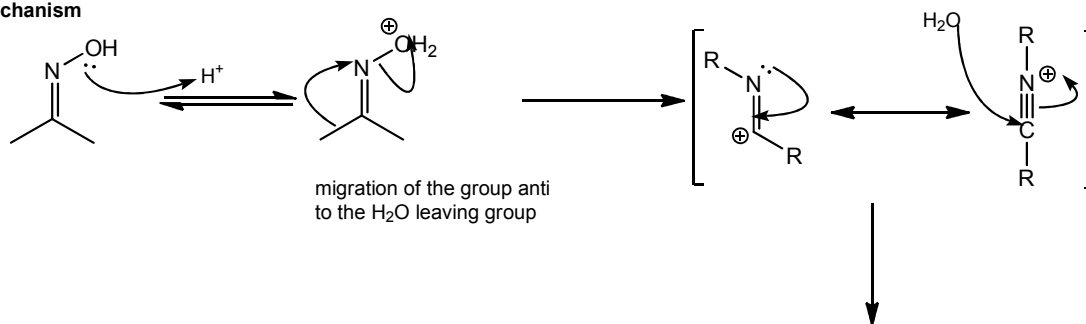 chanism
OH
N
H⁺
⊕
OH₂
N
R
N
⊕
R
H₂O
R
N ⊕
C
R
migration of the group anti
to the H₂O leaving group